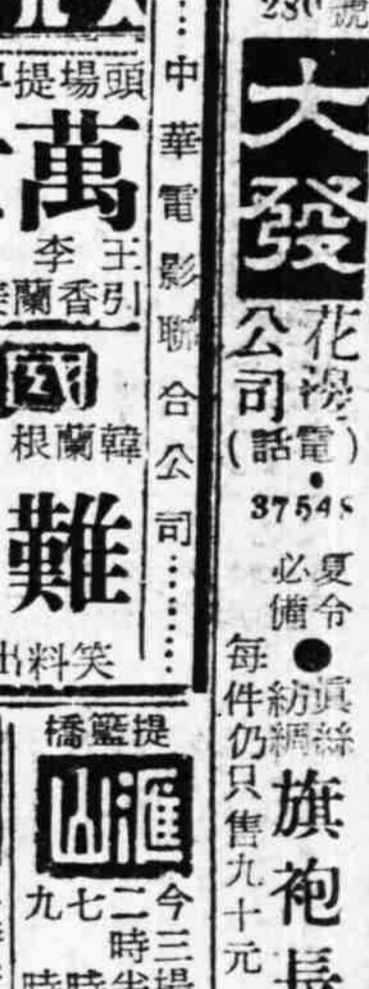 大發
花邊
公司
(電話)
37548
夏令
必備
●
真絲
紡綢
旗袍長
每件仍只售九十元
中華電影聯合公司
頭場提
萬
王引
李香蘭
國
韓蘭根
難
笑料出
提籃橋
滙山
今三場
二時
七
九